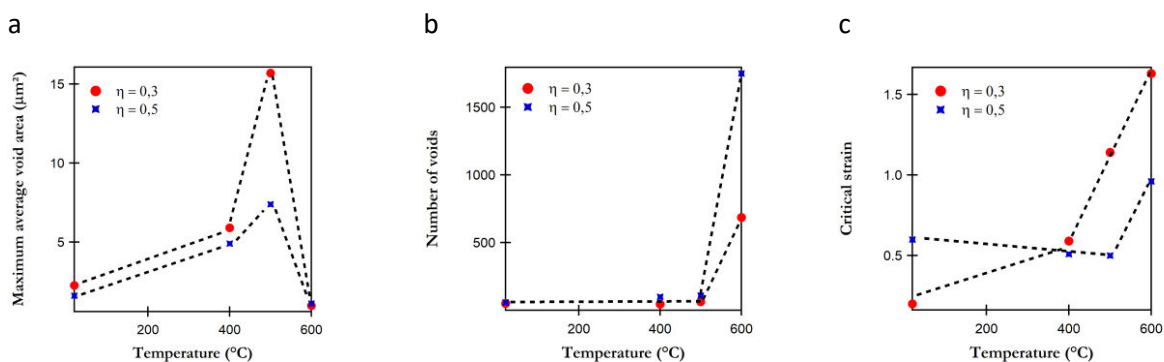 a
b
c
Maximum average void area (µm²)
15
10
5
η = 0,3
η = 0,5
200
400
600
Temperature (°C)
Number of voids
1500
1000
500
η = 0,3
η = 0,5
200
400
600
Temperature (°C)
Critical strain
1.5
1.0
0.5
η = 0,3
η = 0,5
200
400
600
Temperature (°C)